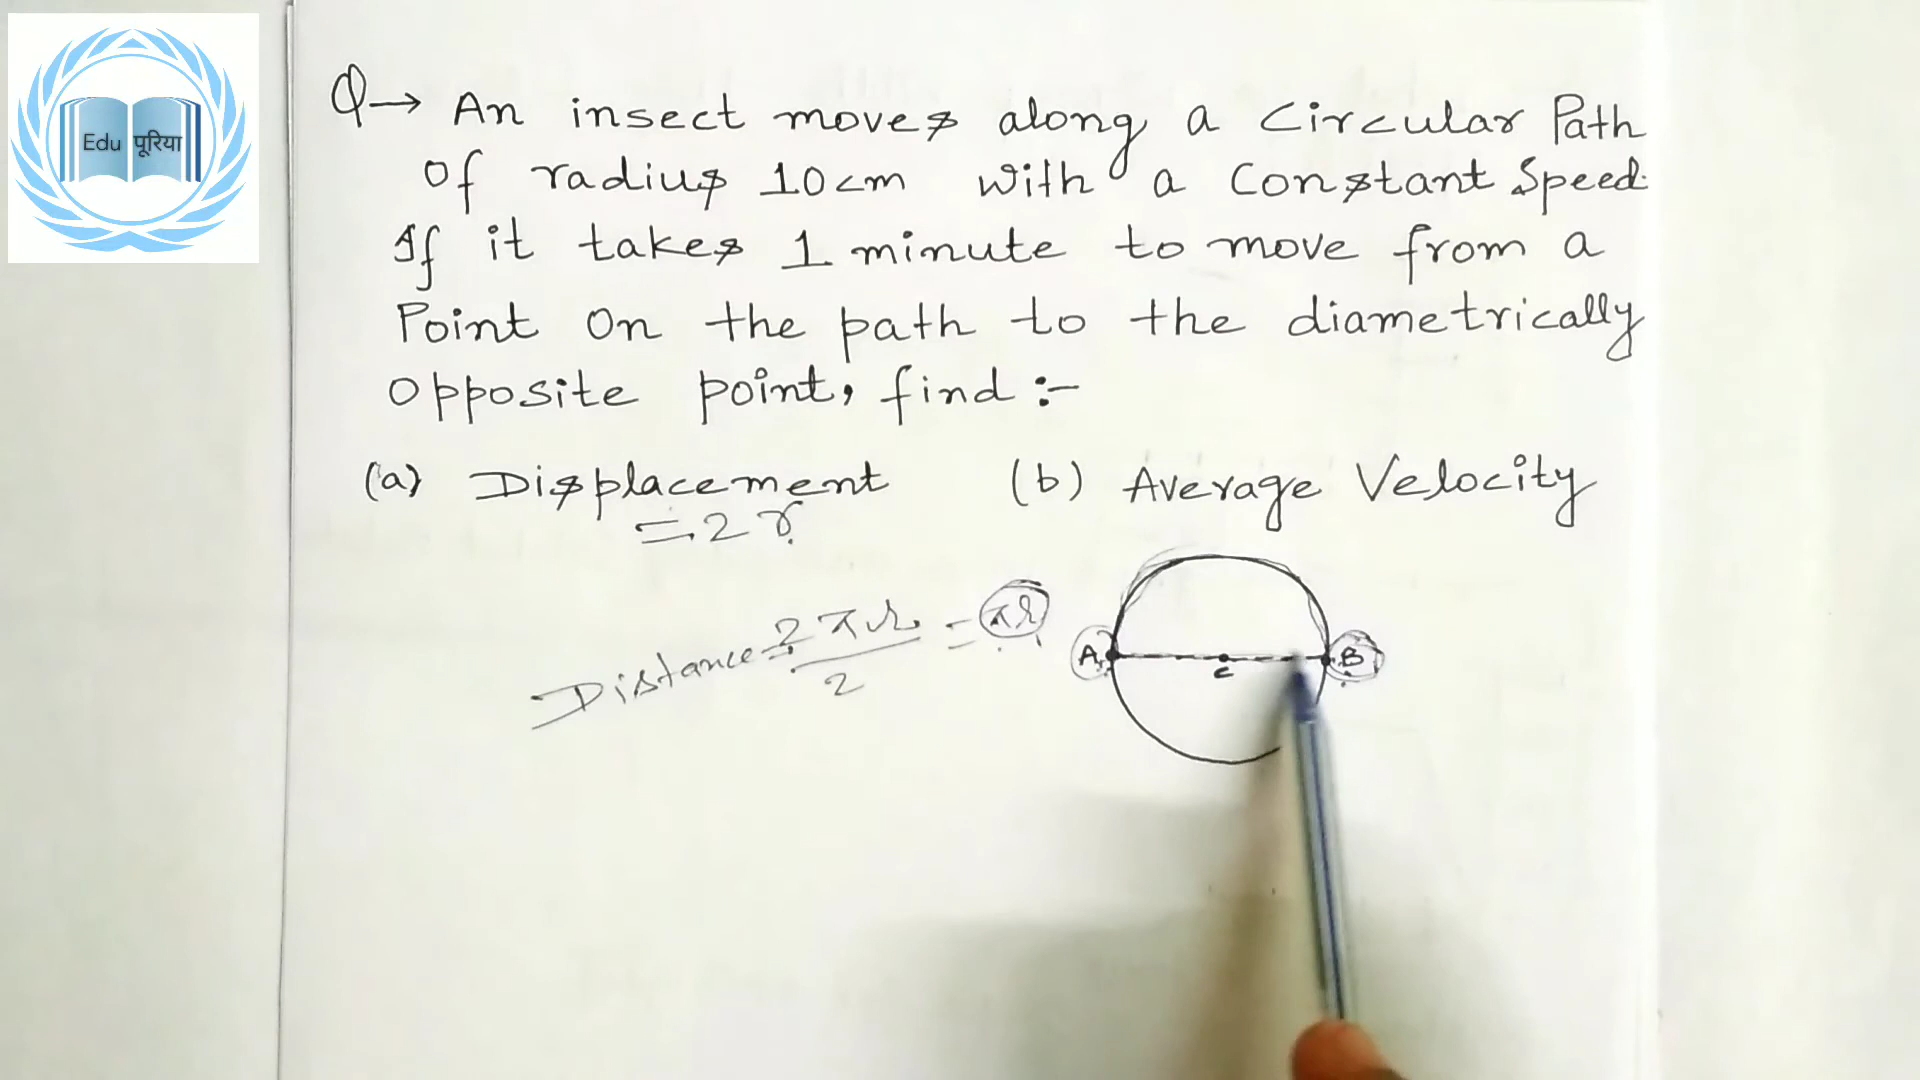 Edu पूरिया
Q→ An insect moves along a Circular Path
Of radius 10cm with a Constant Speed.
If it takes 1 minute to move from a
Point On the path to the diametrically
Opposite point, find :-
(a) Displacement (b) Average Velocity
= 2r
Distance = 2πr/2 = πr
A C B